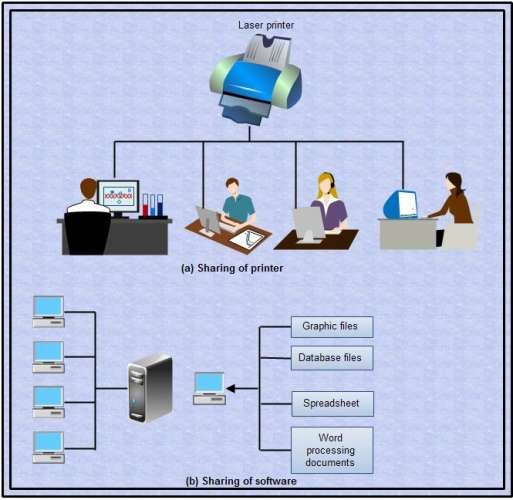 Laser printer
(a) Sharing of printer
Graphic files
Database files
Spreadsheet
Word
processing
documents
(b) Sharing of software